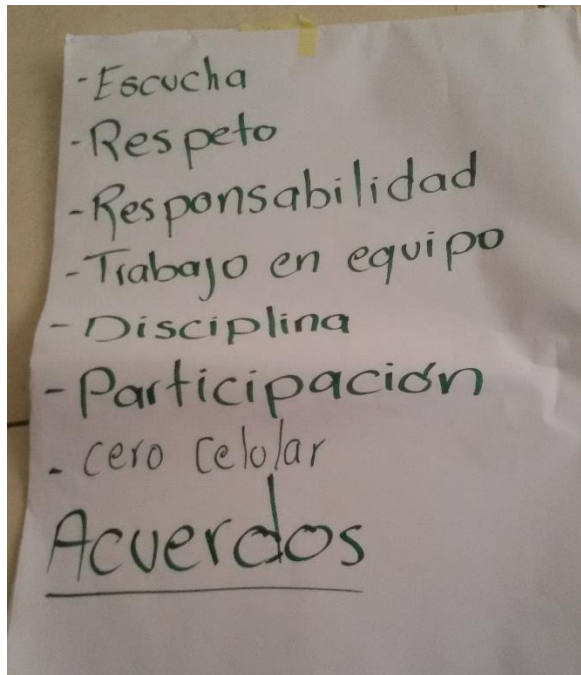 - Escucha
- Respeto
- Responsabilidad
- Trabajo en equipo
- Disciplina
- Participación
- cero celular
Acuerdos